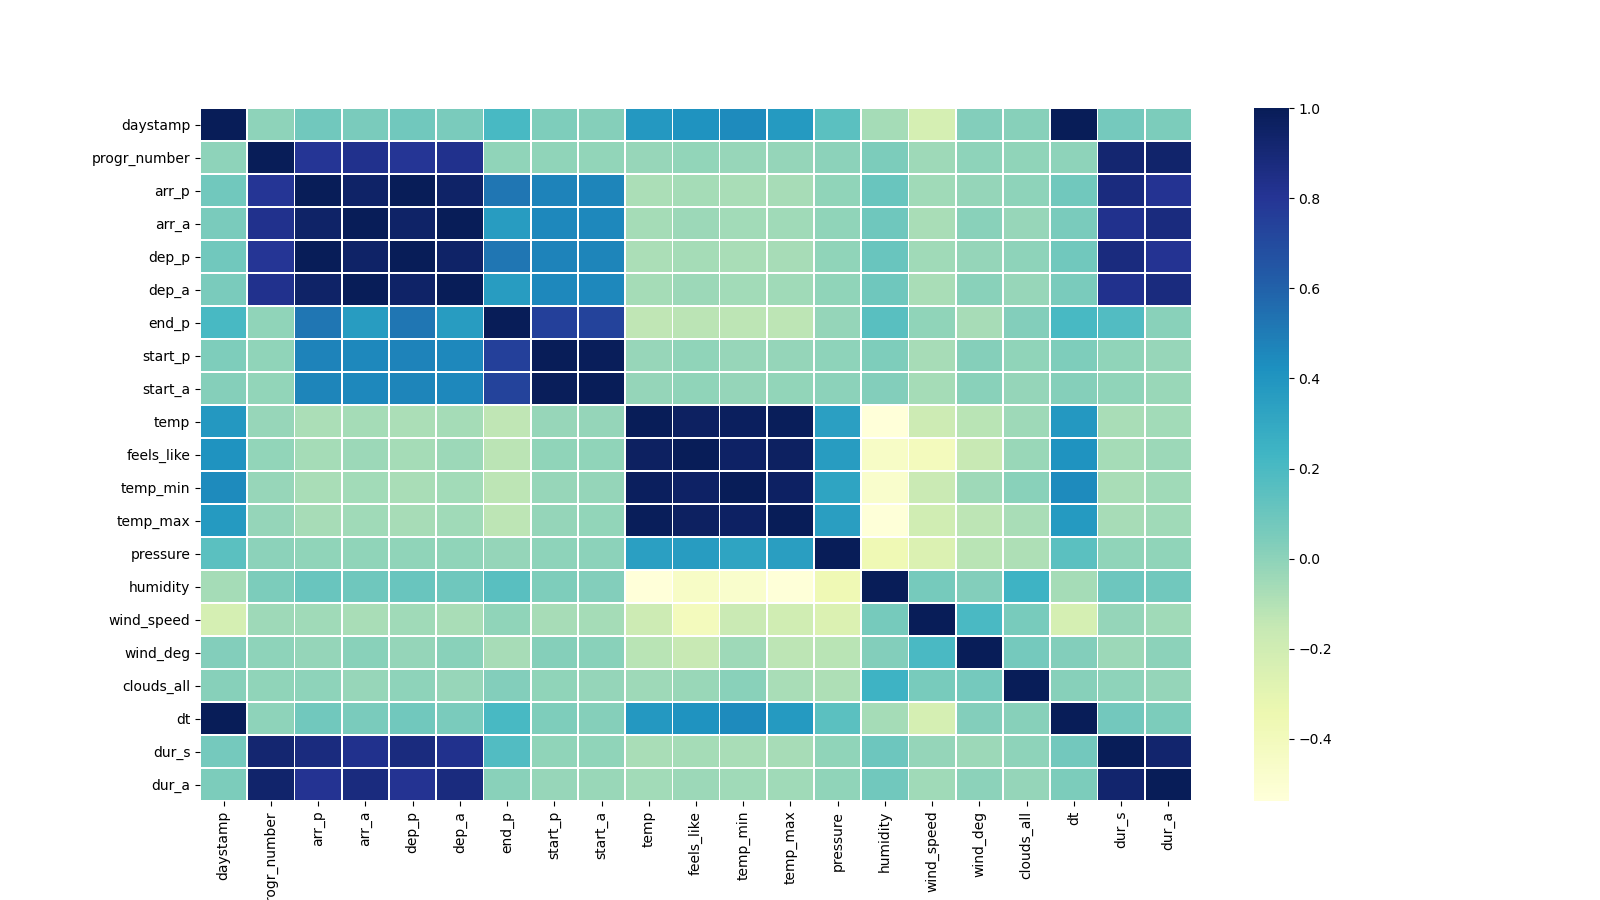 daystamp
progr_number
arr_p
arr_a
dep_p
dep_a
end_p
start_p
start_a
temp
feels_like
temp_min
temp_max
pressure
humidity
wind_speed
wind_deg
clouds_all
dt
dur_s
dur_a
daystamp
rogr_number
arr_p
arr_a
dep_p
dep_a
end_p
start_p
start_a
temp
feels_like
temp_min
temp_max
pressure
humidity
wind_speed
wind_deg
clouds_all
dt
dur_s
dur_a
1.0
0.8
0.6
0.4
0.2
0.0
−0.2
−0.4